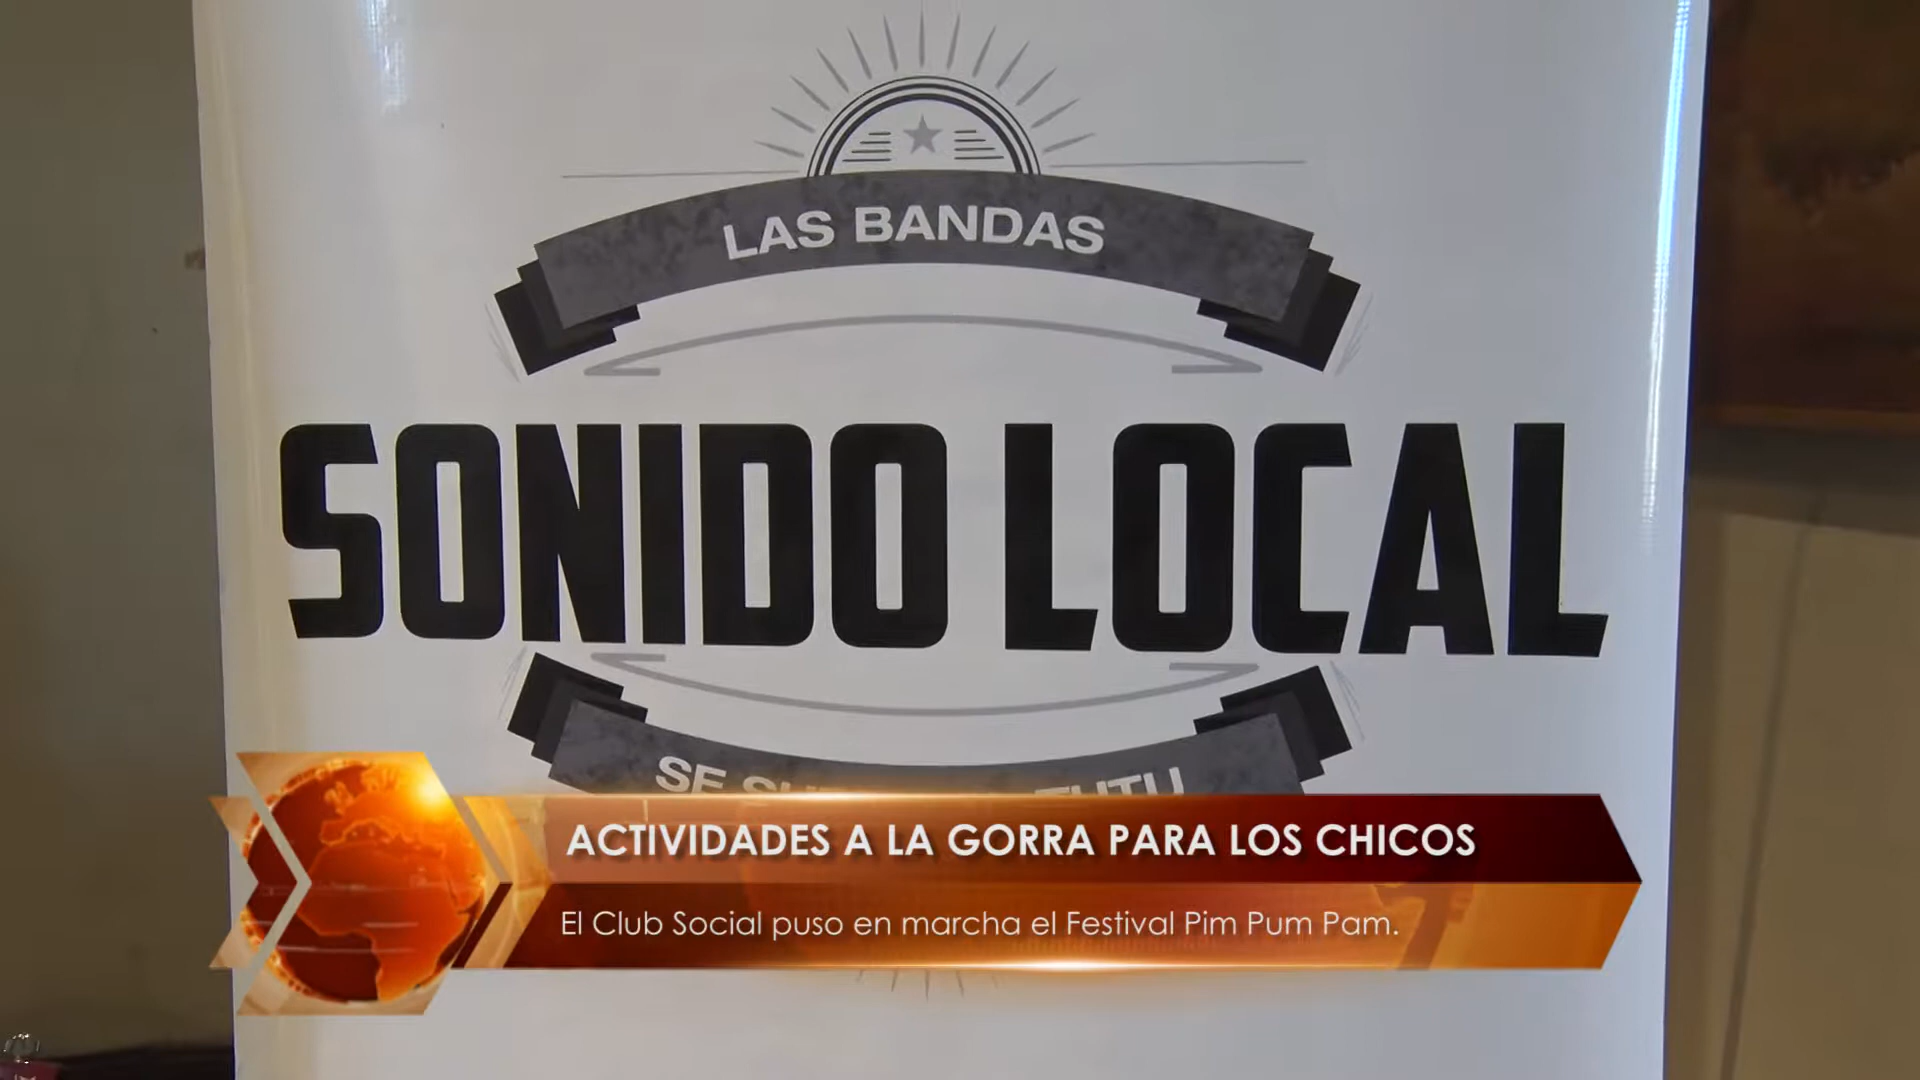 LAS BANDAS
SONIDO LOCAL
SE
ACTIVIDADES A LA GORRA PARA LOS CHICOS
El Club Social puso en marcha el Festival Pim Pum Pam.